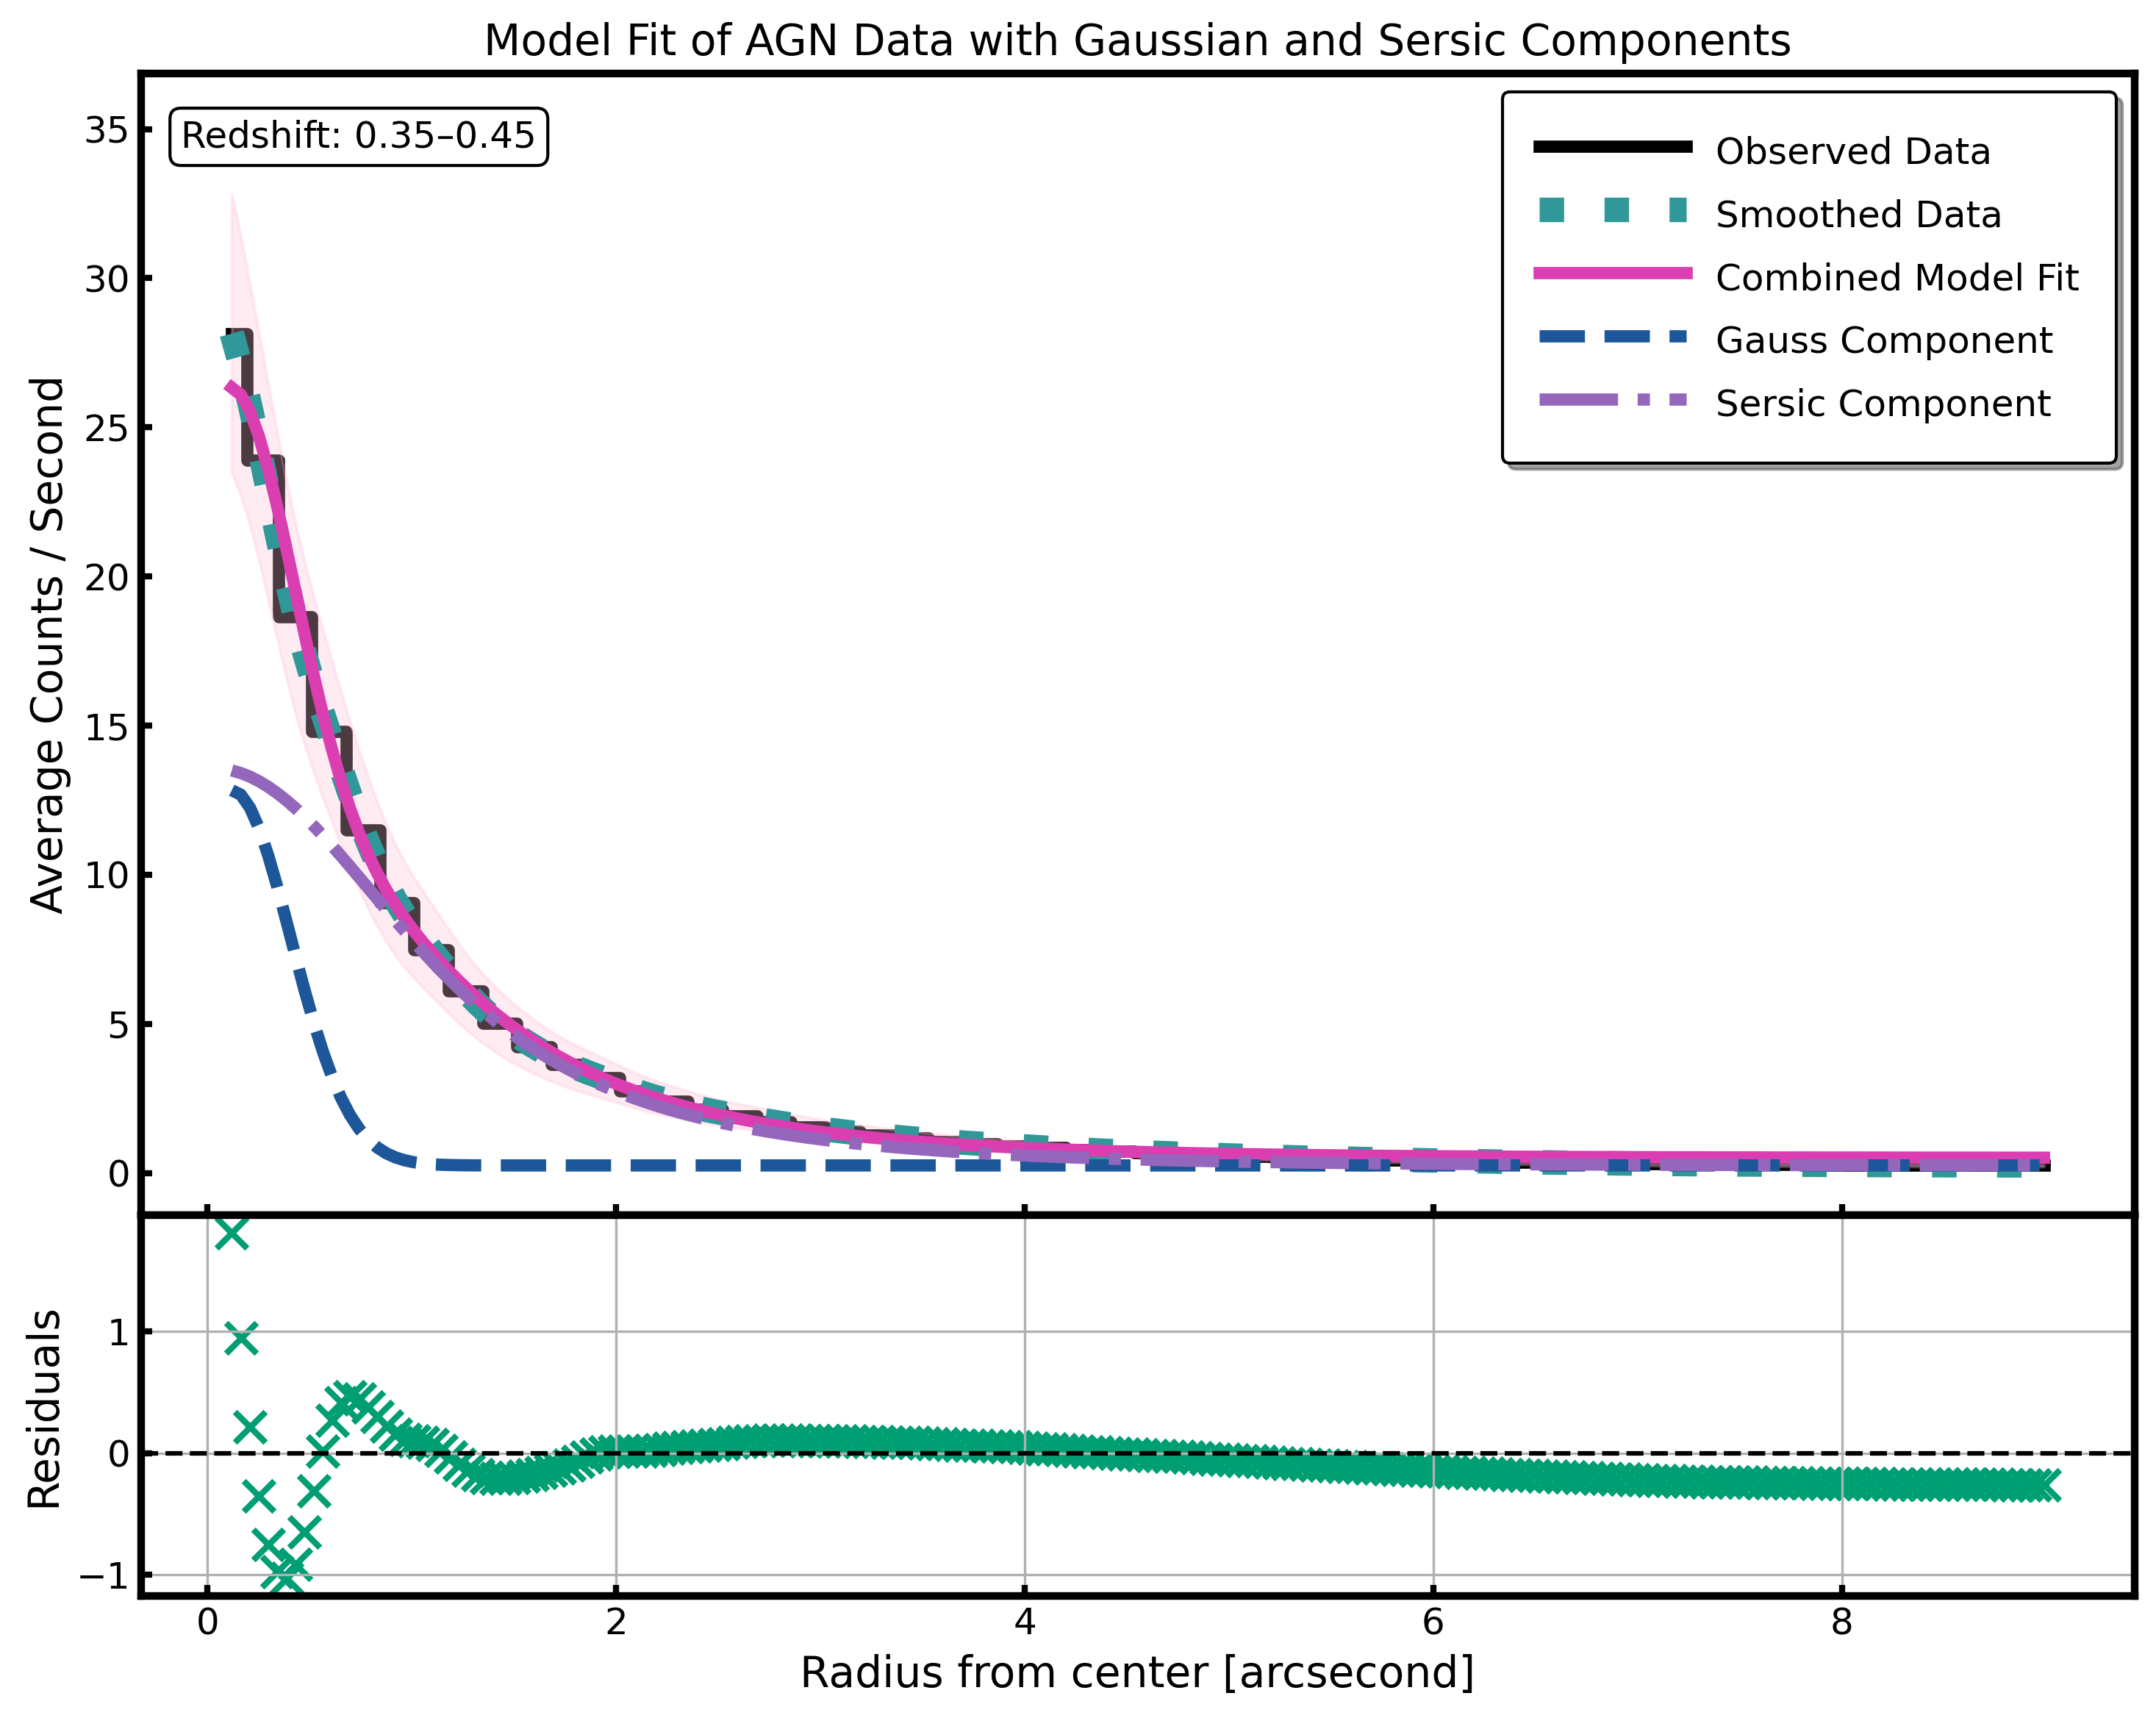 Model Fit of AGN Data with Gaussian and Sersic Components
Redshift: 0.35–0.45
Observed Data
Smoothed Data
Combined Model Fit
Gauss Component
Sersic Component
Average Counts / Second
35
30
25
20
15
10
5
0
Residuals
1
0
−1
0 2 4 6 8
Radius from center [arcsecond]